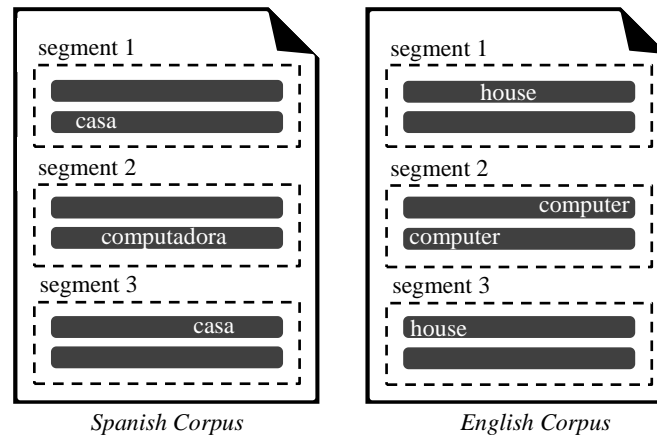 segment 1
casa
segment 2
computadora
segment 3
casa
Spanish Corpus
segment 1
house
segment 2
computer
computer
segment 3
house
English Corpus